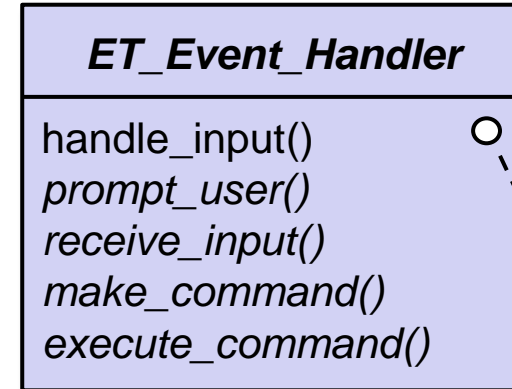 ET_Event_Handler
handle_input()
prompt_user()
receive_input()
make_command()
execute_command()